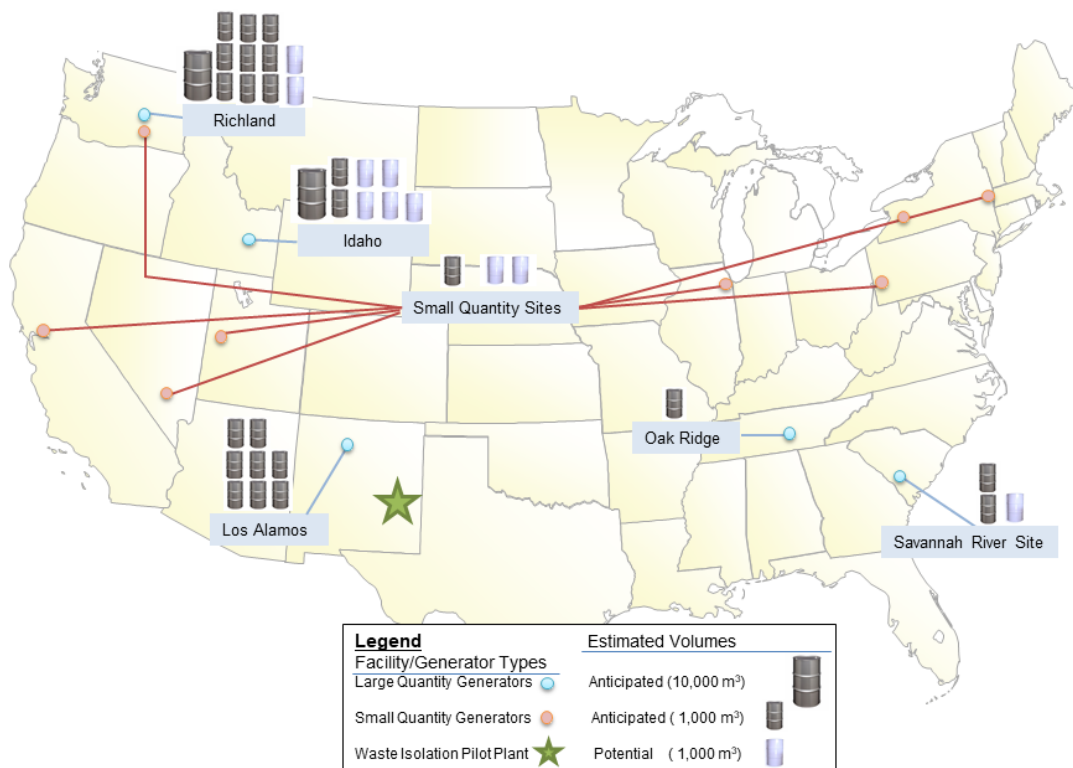 Richland
Idaho
Small Quantity Sites
Oak Ridge
Los Alamos
Savannah River Site
Legend
Facility/Generator Types
Large Quantity Generators
Small Quantity Generators
Waste Isolation Pilot Plant
Estimated Volumes
Anticipated (10,000 m³)
Anticipated ( 1,000 m³)
Potential ( 1,000 m³)